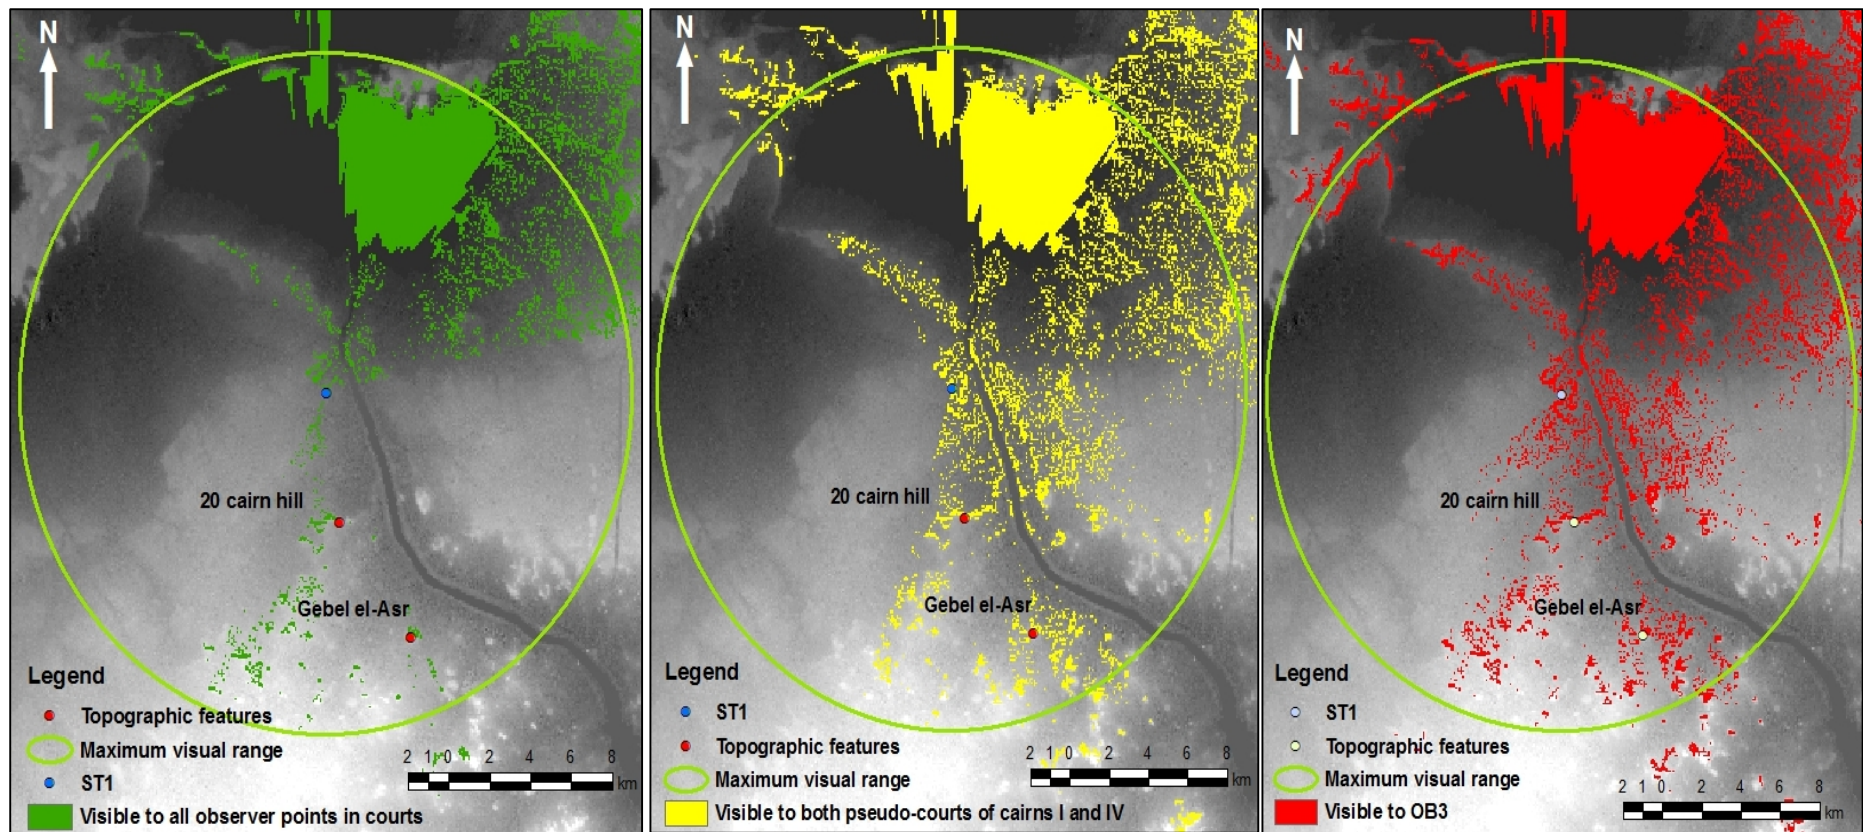 N
20 cairn hill
Gebel el-Asr
Legend
Topographic features
Maximum visual range
ST1
Visible to all observer points in courts
2 1 0 2 4 6 8
km
N
20 cairn hill
Gebel el-Asr
Legend
ST1
Topographic features
Maximum visual range
Visible to both pseudo-courts of cairns I and IV
2 1 0 2 4 6 8
km
N
20 cairn hill
Gebel el-Asr
Legend
ST1
Topographic features
Maximum visual range
Visible to OB3
2 1 0 2 4 6 8
km